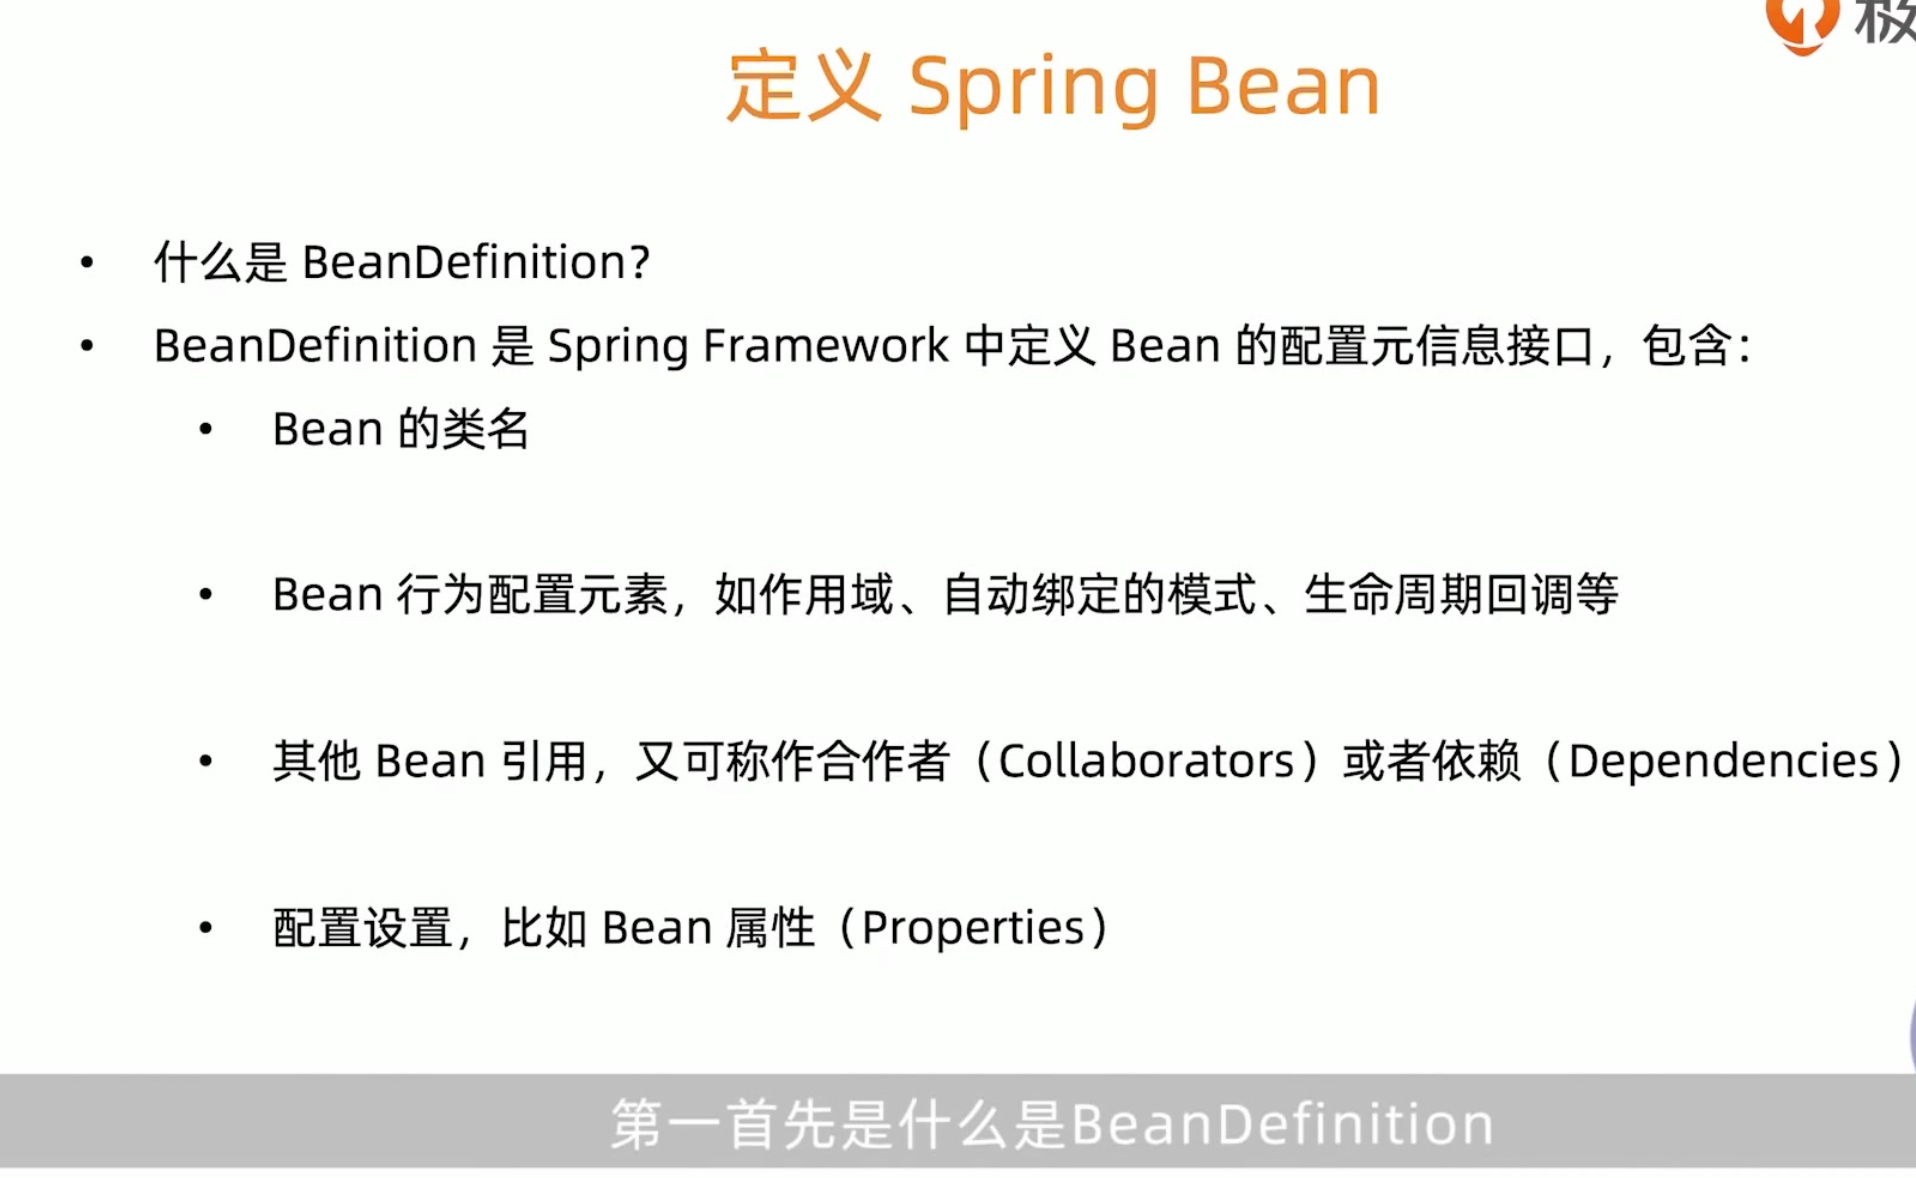 极
定义 Spring Bean
• 什么是 BeanDefinition？
• BeanDefinition 是 Spring Framework 中定义 Bean 的配置元信息接口，包含：
• Bean 的类名
• Bean 行为配置元素，如作用域、自动绑定的模式、生命周期回调等
• 其他 Bean 引用，又可称作合作者（Collaborators）或者依赖（Dependencies）
• 配置设置，比如 Bean 属性（Properties）
第一首先是什么是BeanDefinition